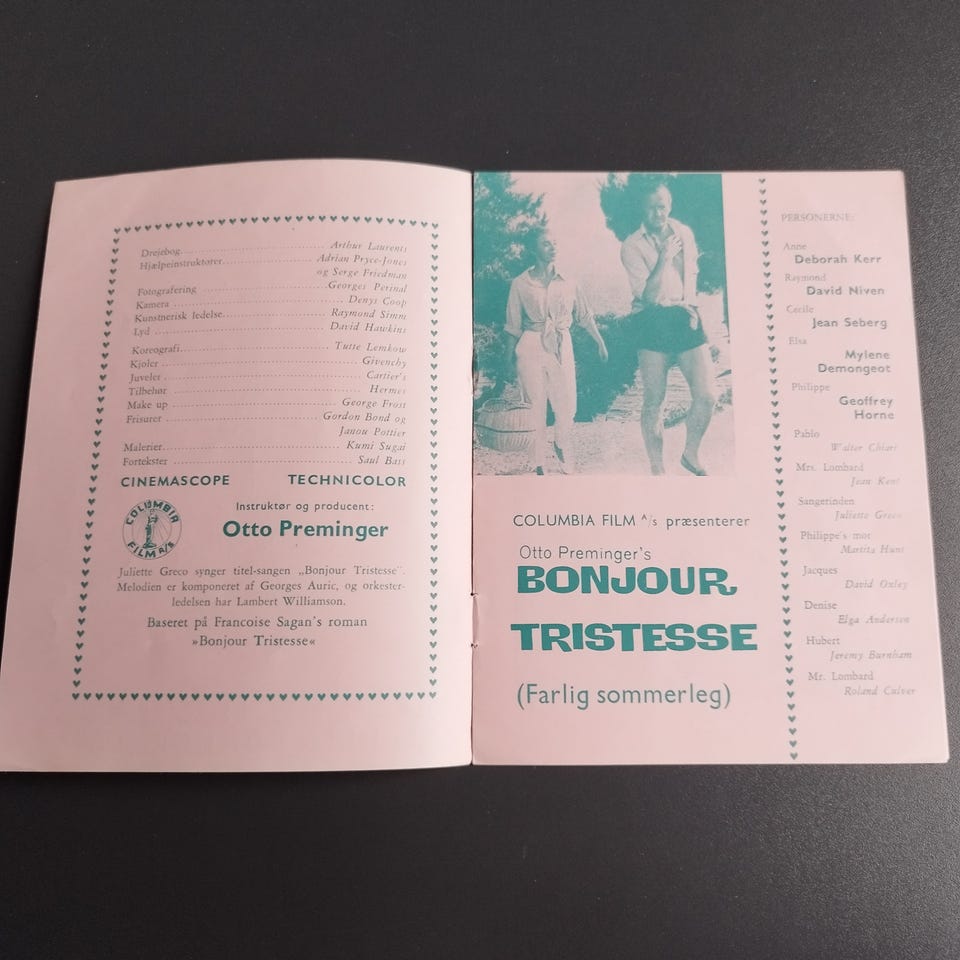 Drejebog Arthur Laurents
Hjælpeinstruktører Adrian Pryce-Jones
og Serge Friedman
Fotografering Georges Perinal
Kamera Denys Coop
Kunstnerisk ledelse. Raymond Simm
Lyd David Hawkins
Koreografi Tutte Lemkow
Kjoler Givenchy
Juveler Cartier's
Tilbehør Hermes
Make up George Frost
Frisurer Gordon Bond og
Janou Pottier
Malerier Kumi Sugai
Fortekster Saul Bass
CINEMASCOPE TECHNICOLOR
COLUMBIA
FILM A/S
Instruktør og producent:
Otto Preminger
Juliette Greco synger titel-sangen „Bonjour Tristesse".
Melodien er komponeret af Georges Auric, og orkester-
ledelsen har Lambert Williamson.
Baseret på Francoise Sagan's roman
»Bonjour Tristesse«
COLUMBIA FILM A/s præsenterer
Otto Preminger's
BONJOUR
TRISTESSE
(Farlig sommerleg)
PERSONERNE:
Anne
Deborah Kerr
Raymond
David Niven
Cecile
Jean Seberg
Elsa
Mylene
Demongeot
Philippe
Geoffrey
Horne
Pablo
Walter Chiari
Mrs. Lombard
Jean Kent
Sangerinden
Juliette Greco
Philippe's mor
Martita Hunt
Jacques
David Oxley
Denise
Elga Andersen
Hubert
Jeremy Burnham
Mr. Lombard
Roland Culver